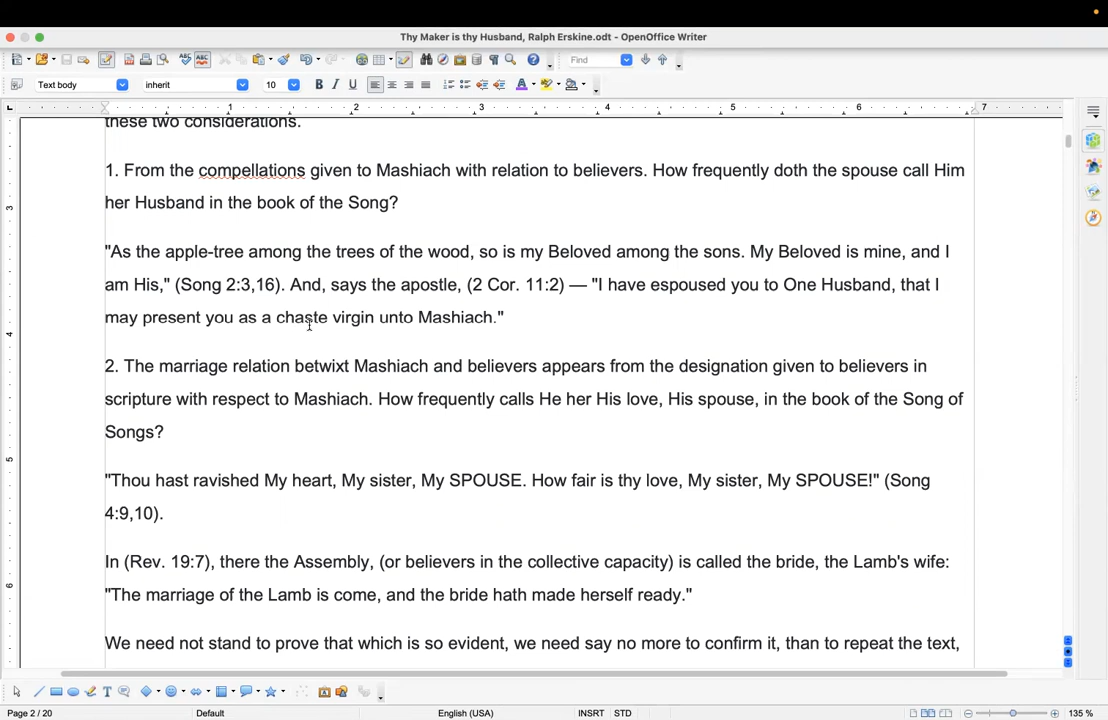 Thy Maker is thy Husband, Ralph Erskine.odt - OpenOffice Writer
Find
Text body
inherit
10
B I U
1 2 3 4 5 6 7
these two considerations.
1. From the compellations given to Mashiach with relation to believers. How frequently doth the spouse call Him
her Husband in the book of the Song?
"As the apple-tree among the trees of the wood, so is my Beloved among the sons. My Beloved is mine, and I
am His," (Song 2:3,16). And, says the apostle, (2 Cor. 11:2) — "I have espoused you to One Husband, that I
may present you as a chaste virgin unto Mashiach."
2. The marriage relation betwixt Mashiach and believers appears from the designation given to believers in
scripture with respect to Mashiach. How frequently calls He her His love, His spouse, in the book of the Song of
Songs?
"Thou hast ravished My heart, My sister, My SPOUSE. How fair is thy love, My sister, My SPOUSE!" (Song
4:9,10).
In (Rev. 19:7), there the Assembly, (or believers in the collective capacity) is called the bride, the Lamb's wife:
"The marriage of the Lamb is come, and the bride hath made herself ready."
We need not stand to prove that which is so evident, we need say no more to confirm it, than to repeat the text,
3
4
5
6
Page 2 / 20
Default
English (USA)
INSRT STD
135 %